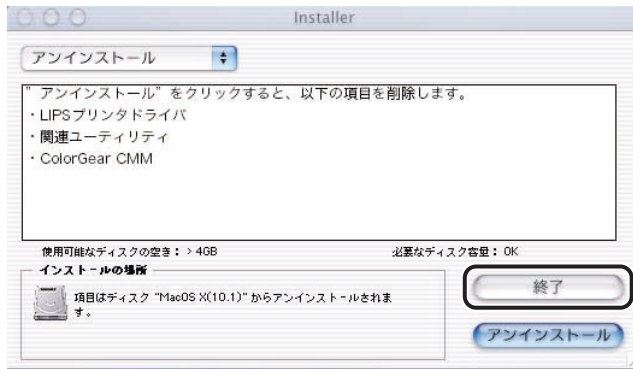 Installer
アンインストール
"アンインストール"をクリックすると、以下の項目を削除します。
・LIPSプリンタドライバ
・関連ユーティリティ
・ColorGear CMM
使用可能なディスクの空き：> 4GB
必要なディスク容量：0K
インストールの場所
項目はディスク "MacOS X(10.1)" からアンインストールされま
す。
終了
アンインストール